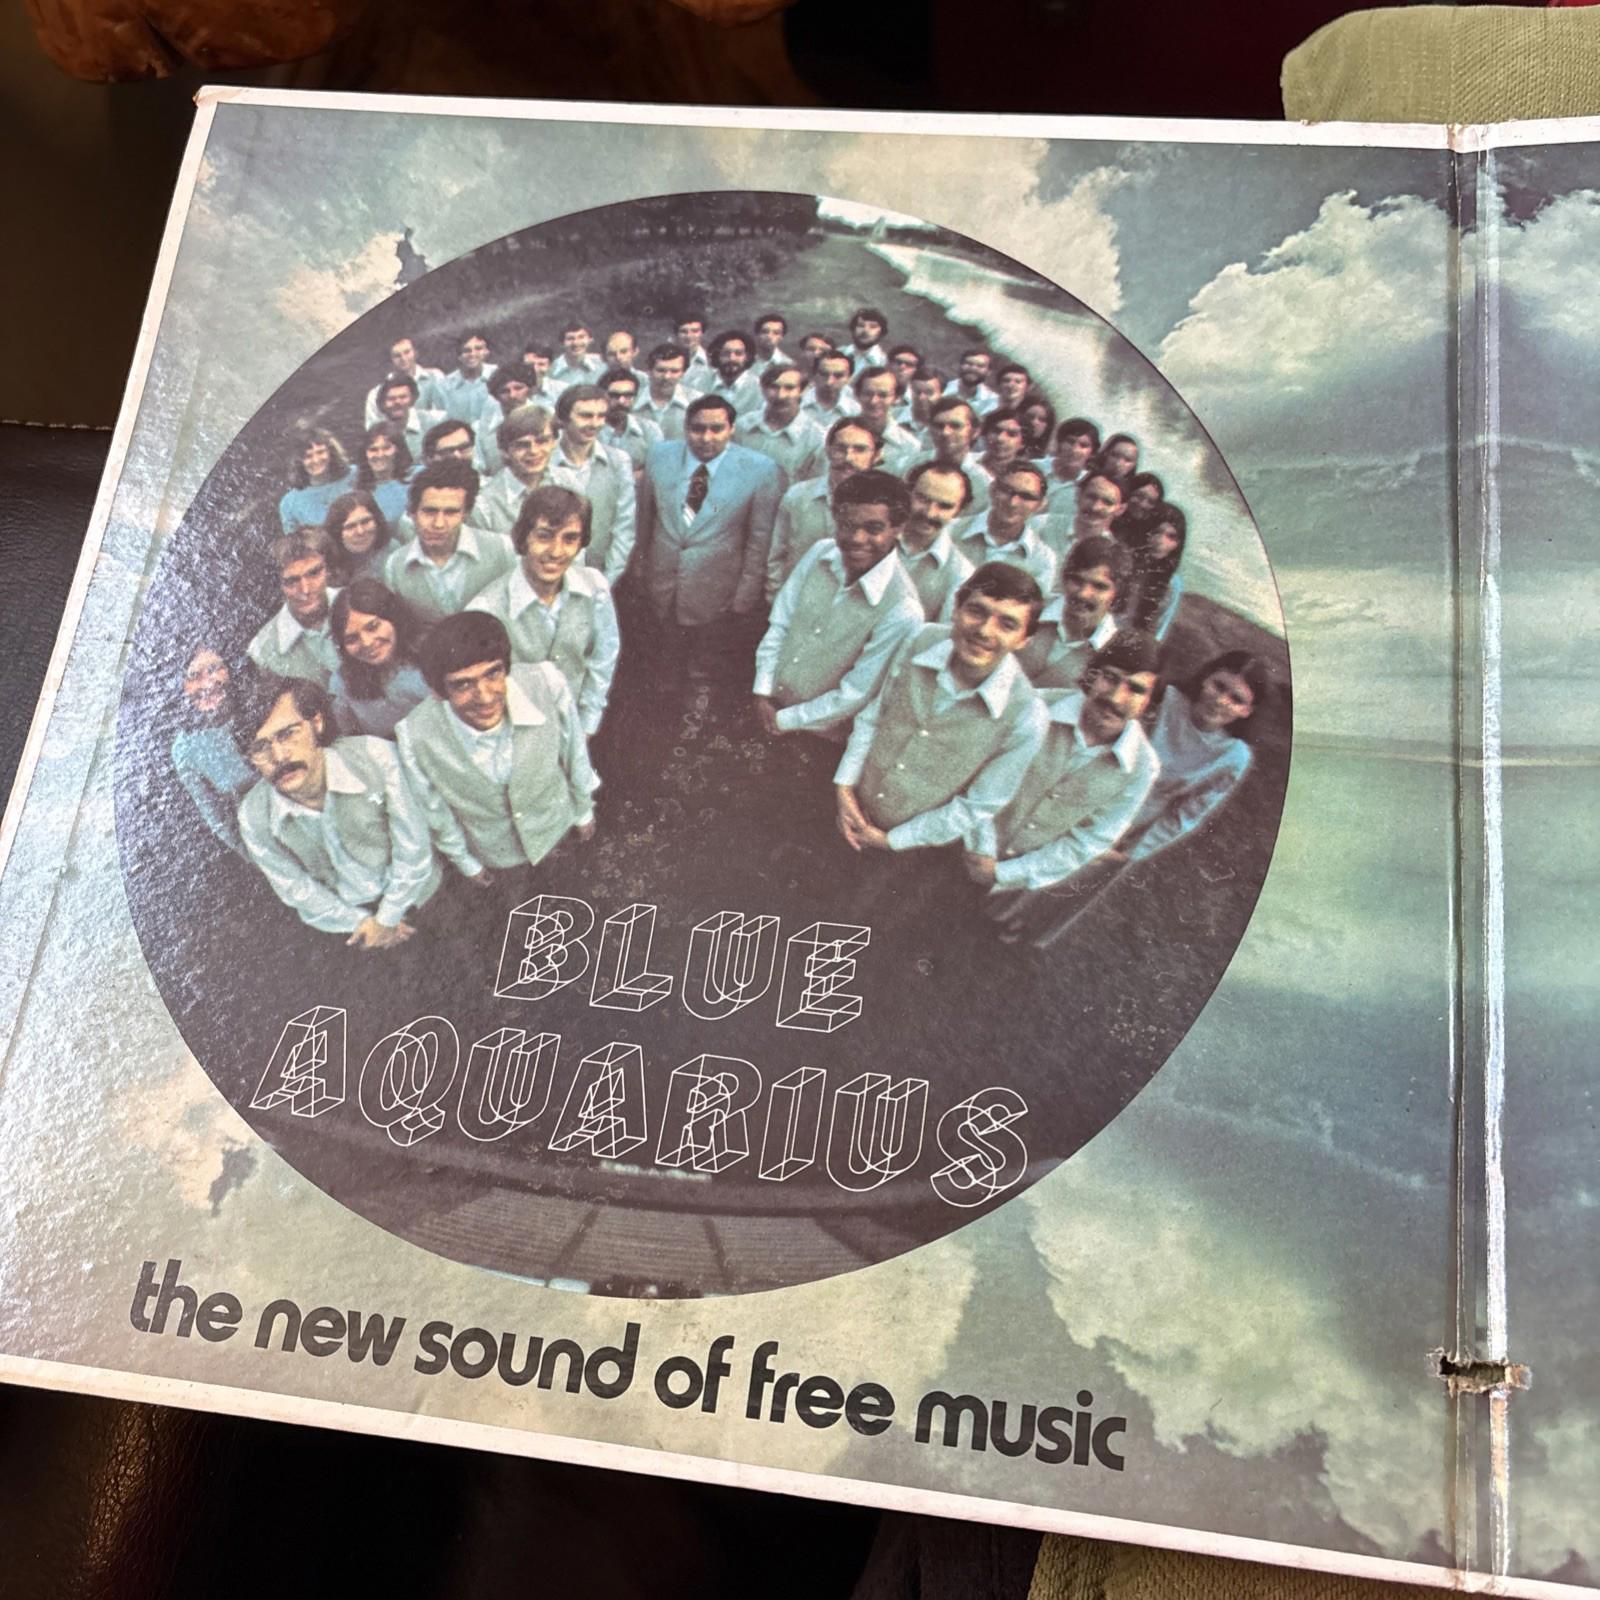 BLUE
AQUARIUS
the new sound of free music